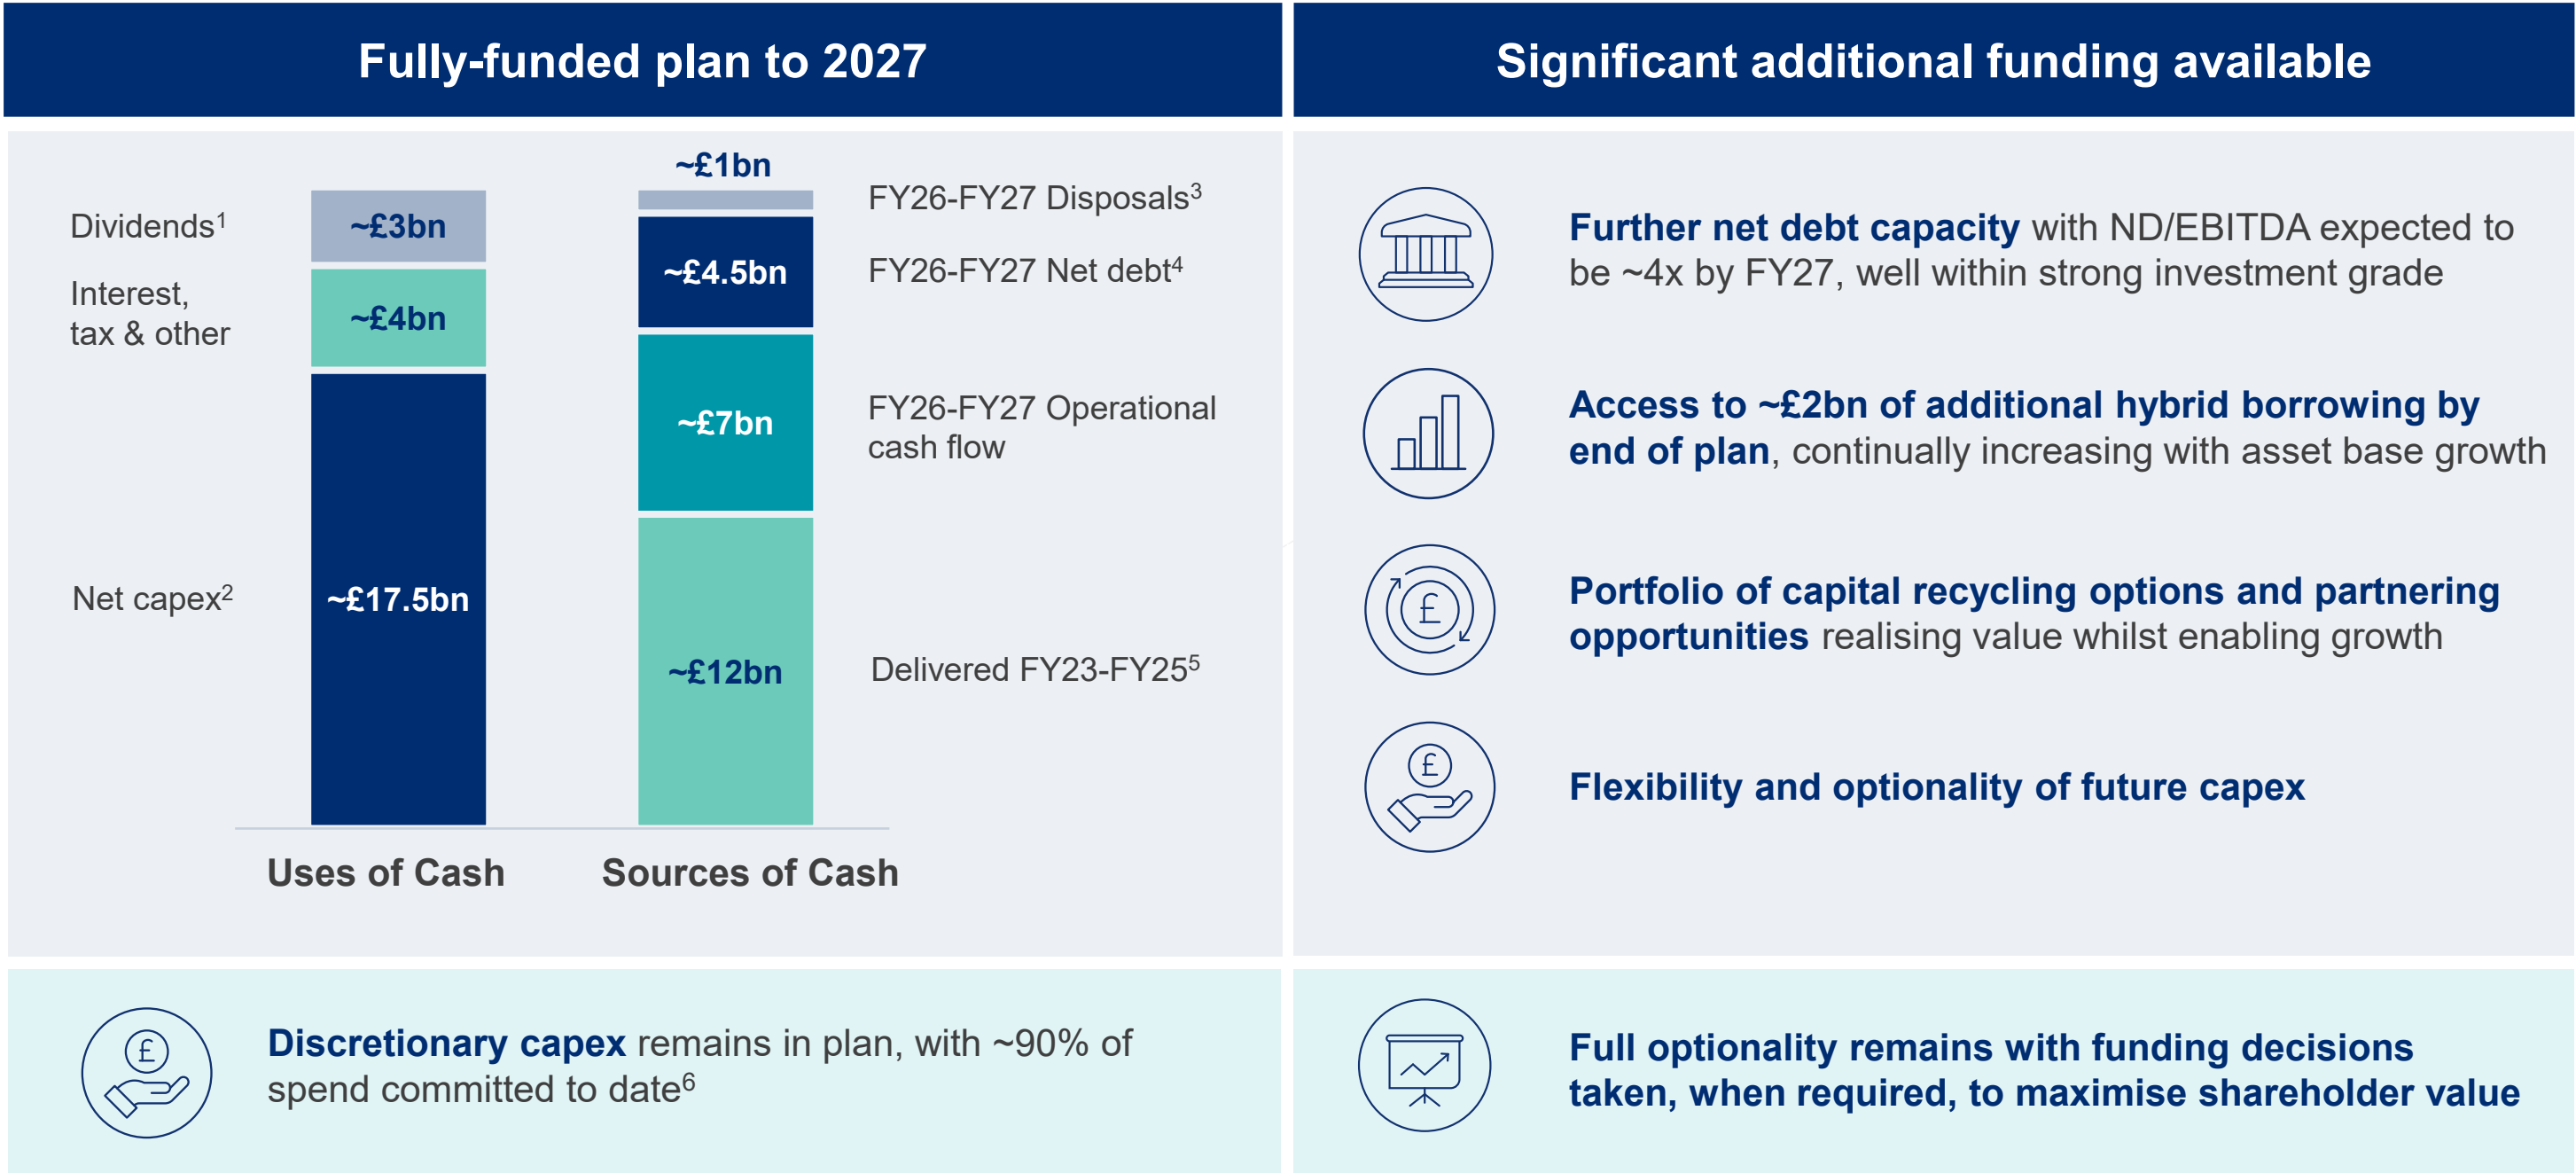 Fully-funded plan to 2027
Dividends1
Interest,
tax & other
Net capex2
~£3bn
~£4bn
~£17.5bn
Uses of Cash
~£1bn
~£4.5bn
~£7bn
~£12bn
Sources of Cash
FY26-FY27 Disposals3
FY26-FY27 Net debt4
FY26-FY27 Operational
cash flow
Delivered FY23-FY255
£
Discretionary capex remains in plan, with ~90% of
spend committed to date6
Significant additional funding available
Further net debt capacity with ND/EBITDA expected to
be ~4x by FY27, well within strong investment grade
Access to ~£2bn of additional hybrid borrowing by
end of plan, continually increasing with asset base growth
£
Portfolio of capital recycling options and partnering
opportunities realising value whilst enabling growth
£
Flexibility and optionality of future capex
Full optionality remains with funding decisions
taken, when required, to maximise shareholder value